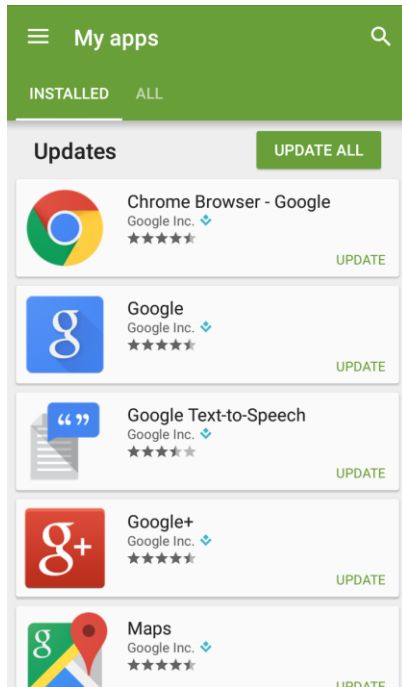 My apps
INSTALLED ALL
Updates UPDATE ALL
Chrome Browser - Google
Google Inc.
UPDATE
Google
Google Inc.
UPDATE
Google Text-to-Speech
Google Inc.
UPDATE
Google+
Google Inc.
UPDATE
Maps
Google Inc.
UPDATE